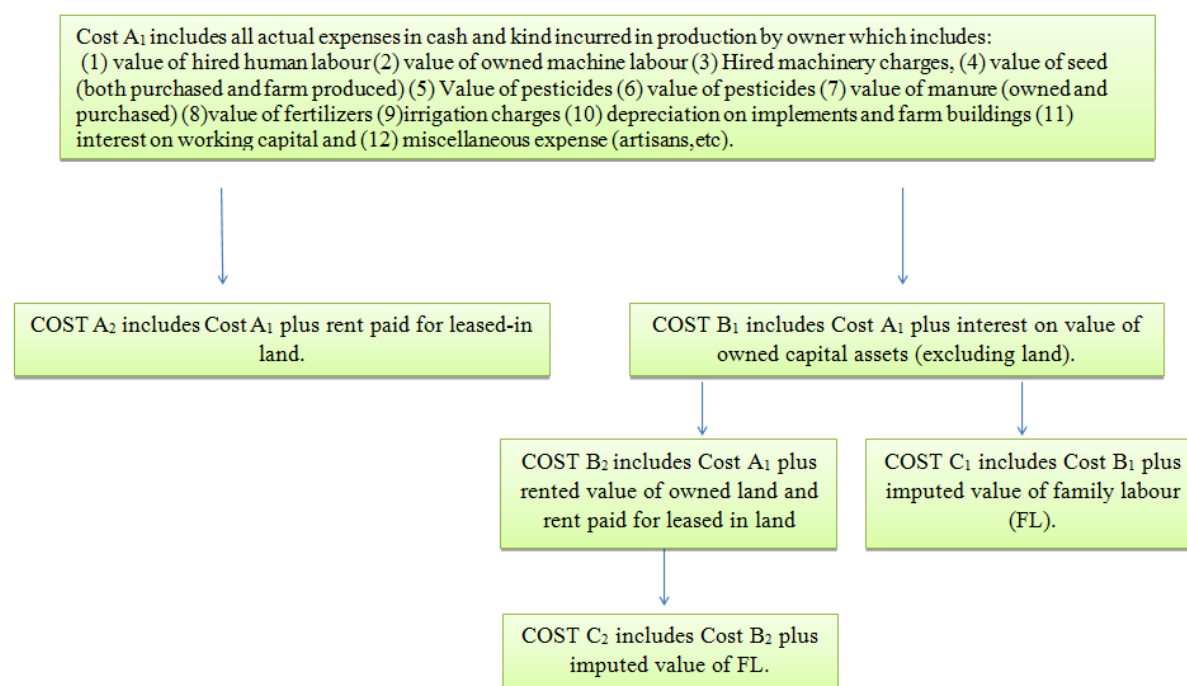 Cost A₁ includes all actual expenses in cash and kind incurred in production by owner which includes:
(1) value of hired human labour (2) value of owned machine labour (3) Hired machinery charges, (4) value of seed
(both purchased and farm produced) (5) Value of pesticides (6) value of pesticides (7) value of manure (owned and
purchased) (8)value of fertilizers (9)irrigation charges (10) depreciation on implements and farm buildings (11)
interest on working capital and (12) miscellaneous expense (artisans,etc).
COST A₂ includes Cost A₁ plus rent paid for leased-in
land.
COST B₁ includes Cost A₁ plus interest on value of
owned capital assets (excluding land).
COST B₂ includes Cost A₁ plus
rented value of owned land and
rent paid for leased in land
COST C₁ includes Cost B₁ plus
imputed value of family labour
(FL).
COST C₂ includes Cost B₂ plus
imputed value of FL.